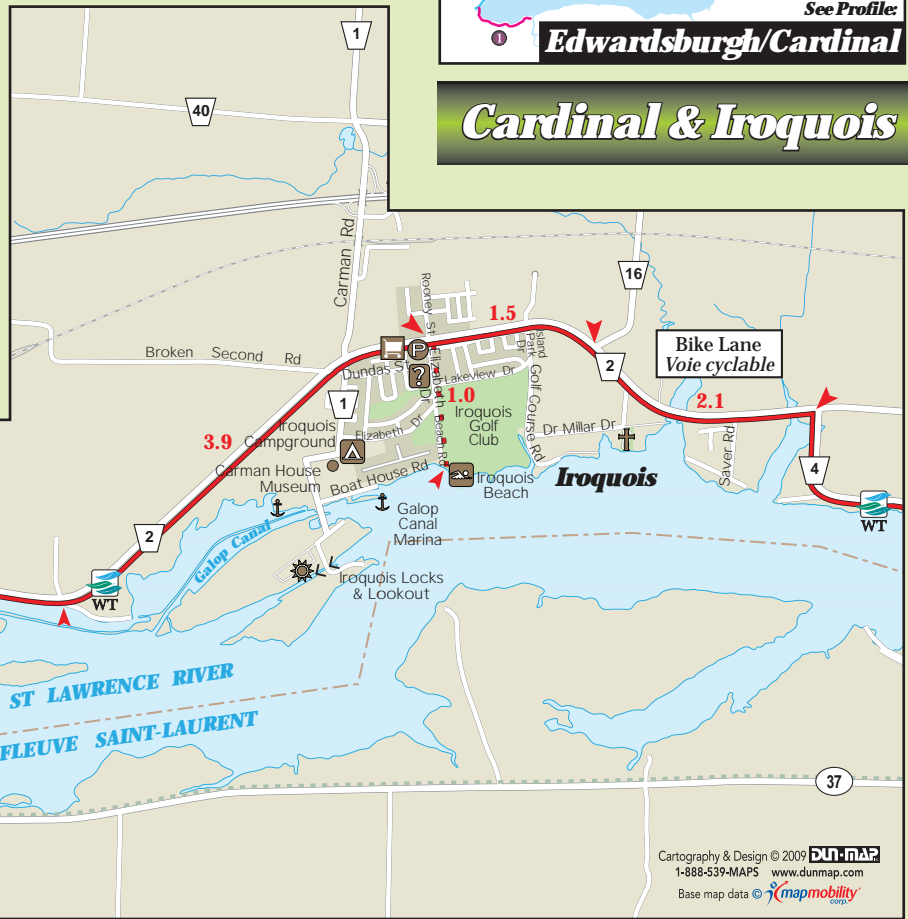 See Profile:
1
Edwardsburgh/Cardinal
Cardinal & Iroquois
1
40
Carman Rd
16
Rooney St
1.5
Bike Lane
Voie cyclable
Broken Second Rd
P
Island Park Dr
2
Dundas St
?
Lakeview Dr
Elizabeth Dr
1.0
2.1
1
Iroquois
Golf
Club
Golf Course Rd
Iroquois
Campground
Elizabeth Dr
Beach Rd
Dr Millar Dr
Saver Rd
3.9
4
Carman House
Museum
Boat House Rd
Iroquois
Beach
Iroquois
WT
Galop
Canal
Marina
2
Galop Canal
WT
Iroquois Locks
& Lookout
ST LAWRENCE RIVER
FLEUVE SAINT-LAURENT
37
Cartography & Design © 2009 DUN-MAP
1-888-539-MAPS www.dunmap.com
Base map data © mapmobility corp.